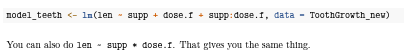 model_teeth <- lm(len ~ supp + dose.f + supp:dose.f, data = ToothGrowth_new)
You can also do len ~ supp * dose.f. That gives you the same thing.